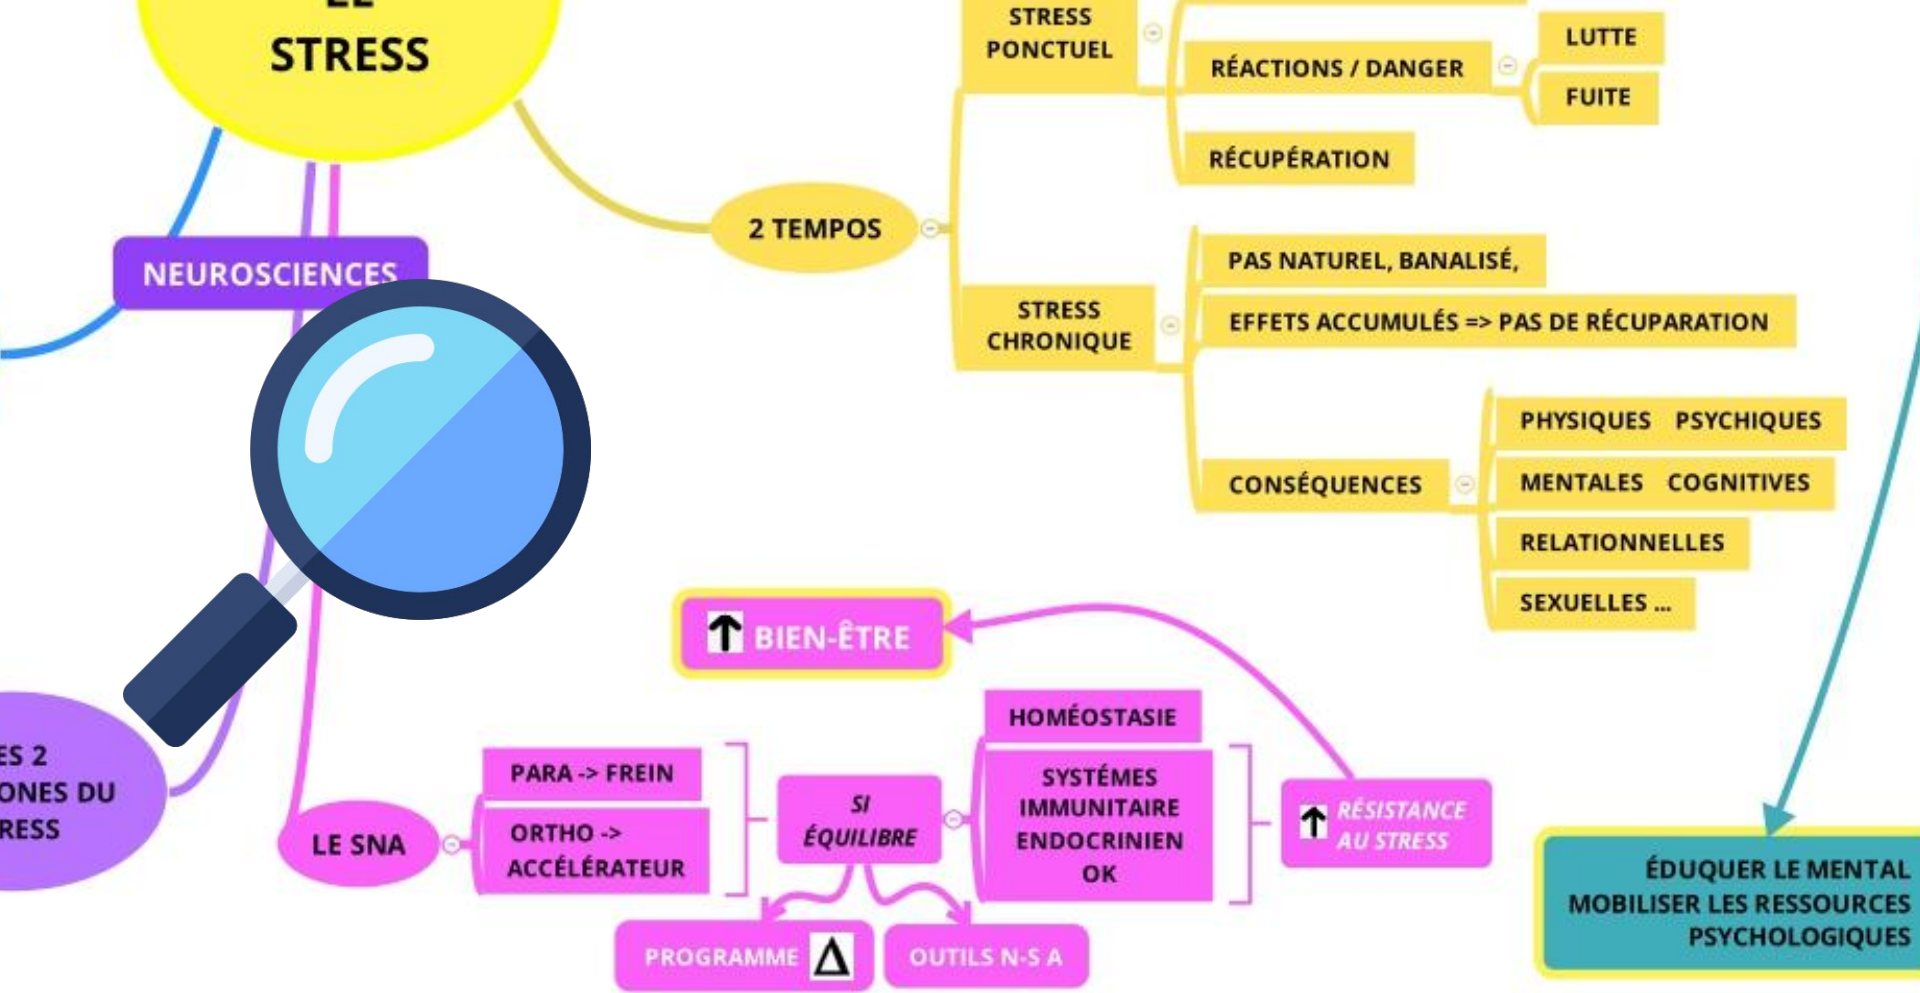 STRESS
NEUROSCIENCES
2 TEMPOS
STRESS
PONCTUEL
RÉACTIONS / DANGER
LUTTE
FUITE
RÉCUPÉRATION
STRESS
CHRONIQUE
PAS NATUREL, BANALISÉ,
EFFETS ACCUMULÉS => PAS DE RÉCUPARATION
CONSÉQUENCES
PHYSIQUES PSYCHIQUES
MENTALES COGNITIVES
RELATIONNELLES
SEXUELLES ...
ES 2
ONES DU
RESS
LE SNA
PARA -> FREIN
ORTHO ->
ACCÉLÉRATEUR
SI
ÉQUILIBRE
PROGRAMME Δ
OUTILS N-S A
HOMÉOSTASIE
SYSTÉMES
IMMUNITAIRE
ENDOCRINIEN
OK
↑ RÉSISTANCE
AU STRESS
↑ BIEN-ÊTRE
ÉDUQUER LE MENTAL
MOBILISER LES RESSOURCES
PSYCHOLOGIQUES